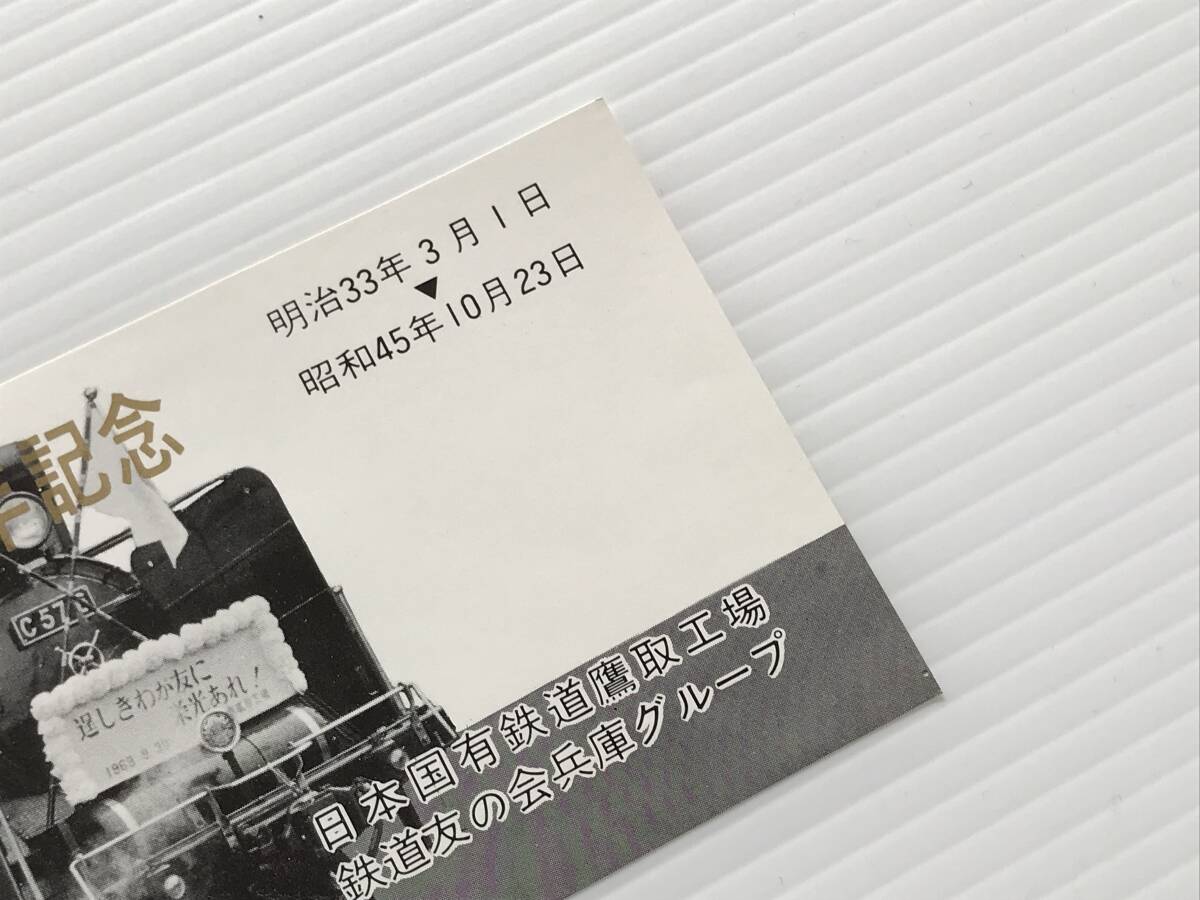 明治33年3月1日
▼
昭和45年10月23日
記念
C57 6
逞しきわが友に
栄光あれ!
日本国有鉄道鷹取工場
鉄道友の会兵庫グループ